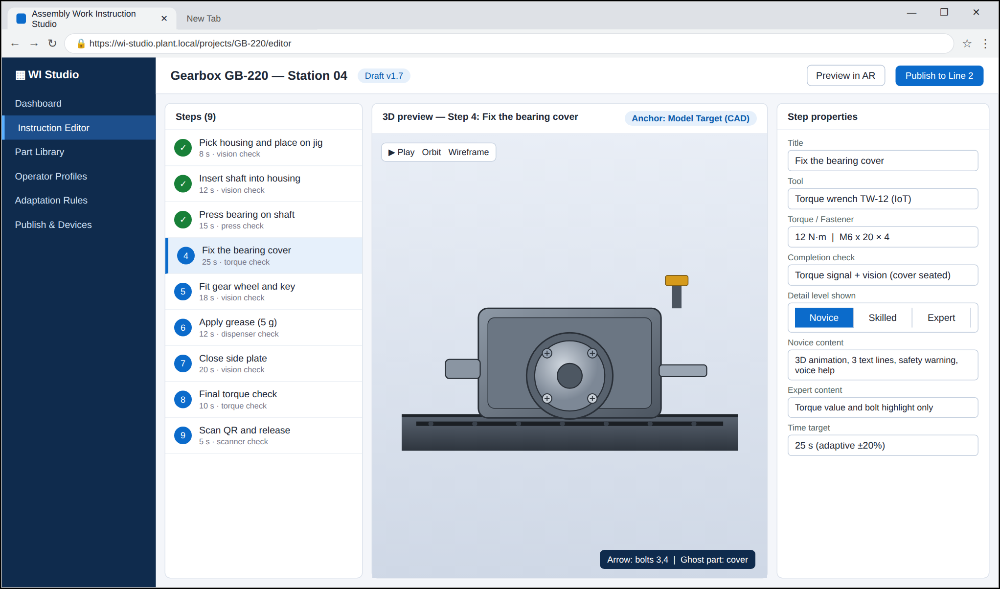 Assembly Work Instruction
Studio
✕
New Tab
— ❐ ✕
← → ↻
🔒 https://wi-studio.plant.local/projects/GB-220/editor
☆ ⋮
▦ WI Studio
Dashboard
Instruction Editor
Part Library
Operator Profiles
Adaptation Rules
Publish & Devices
Gearbox GB-220 — Station 04
Draft v1.7
Preview in AR
Publish to Line 2
Steps (9)
✓
Pick housing and place on jig
8 s · vision check
✓
Insert shaft into housing
12 s · vision check
✓
Press bearing on shaft
15 s · press check
4
Fix the bearing cover
25 s · torque check
5
Fit gear wheel and key
18 s · vision check
6
Apply grease (5 g)
12 s · dispenser check
7
Close side plate
20 s · vision check
8
Final torque check
10 s · torque check
9
Scan QR and release
5 s · scanner check
3D preview — Step 4: Fix the bearing cover
Anchor: Model Target (CAD)
▶ Play Orbit Wireframe
Arrow: bolts 3,4 | Ghost part: cover
Step properties
Title
Fix the bearing cover
Tool
Torque wrench TW-12 (IoT)
Torque / Fastener
12 N·m | M6 x 20 × 4
Completion check
Torque signal + vision (cover seated)
Detail level shown
Novice Skilled Expert
Novice content
3D animation, 3 text lines, safety warning,
voice help
Expert content
Torque value and bolt highlight only
Time target
25 s (adaptive ±20%)